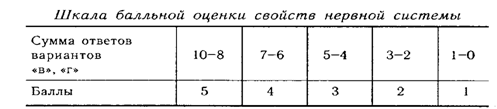 Шкала балльной оценки свойств нервной системы
Сумма ответов вариантов «в», «г» 10–8 7–6 5–4 3–2 1–0
Баллы 5 4 3 2 1